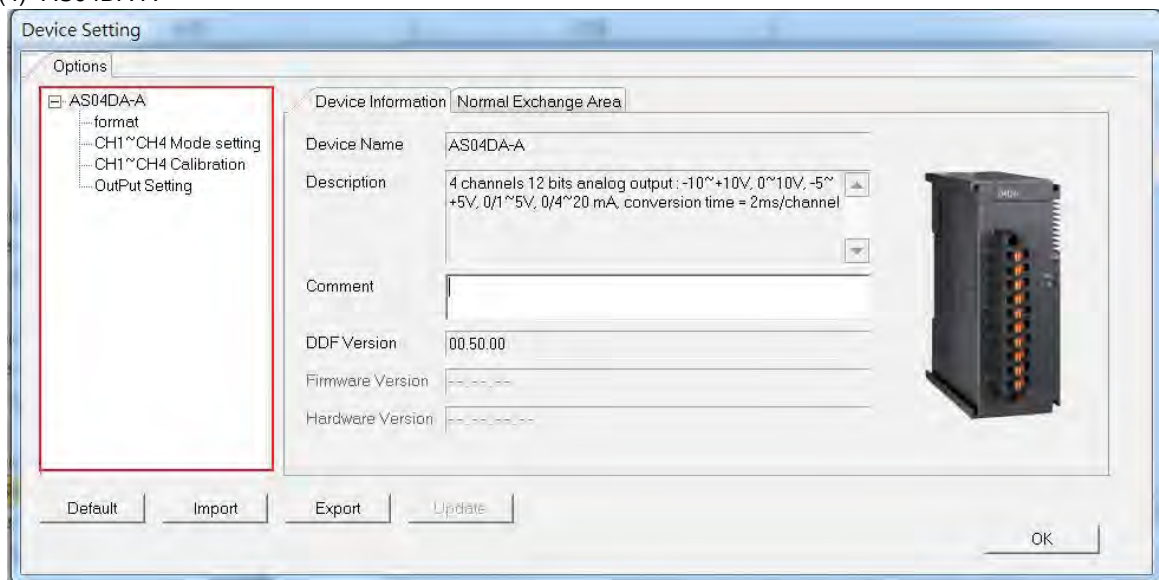 (4) AS04DA-A
Device Setting
Options
AS04DA-A
format
CH1~CH4 Mode setting
CH1~CH4 Calibration
OutPut Setting
Device Information
Normal Exchange Area
Device Name
AS04DA-A
Description
4 channels 12 bits analog output : -10~+10V, 0~10V, -5~
+5V, 0/1~5V, 0/4~20 mA, conversion time = 2ms/channel
Comment
DDF Version
00.50.00
Firmware Version
--.--.--
Hardware Version
--.--.--.--
Default
Import
Export
Update
OK